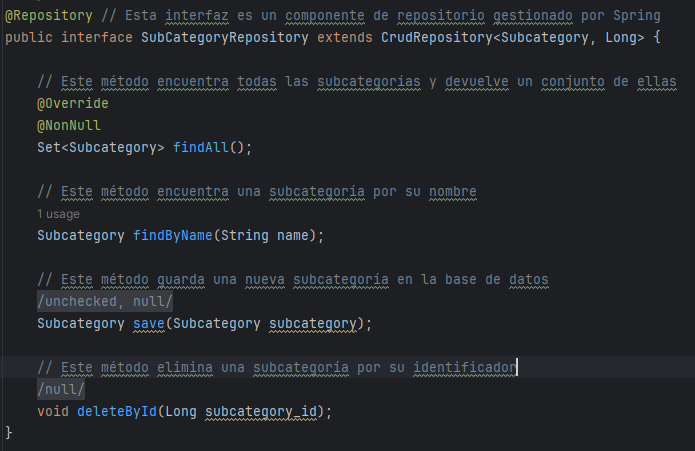 @Repository // Esta interfaz es un componente de repositorio gestionado por Spring
public interface SubCategoryRepository extends CrudRepository<Subcategory, Long> {
// Este método encuentra todas las subcategorías y devuelve un conjunto de ellas
@Override
@NonNull
Set<Subcategory> findAll();
// Este método encuentra una subcategoría por su nombre
1 usage
Subcategory findByName(String name);
// Este método guarda una nueva subcategoría en la base de datos
/unchecked, null/
Subcategory save(Subcategory subcategory);
// Este método elimina una subcategoría por su identificador
/null/
void deleteById(Long subcategory_id);
}